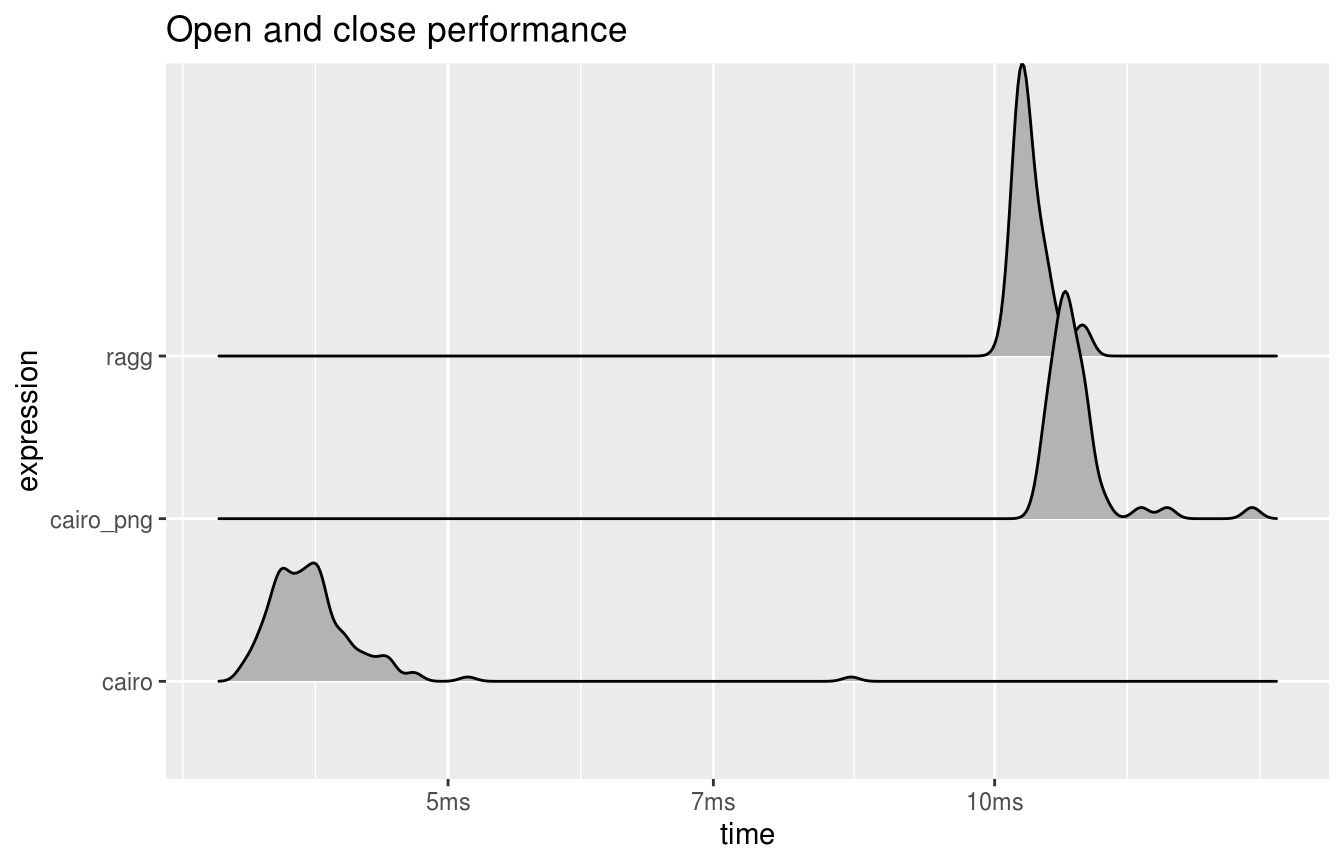 Open and close performance
expression
ragg
cairo_png
cairo
5ms
7ms
10ms
time